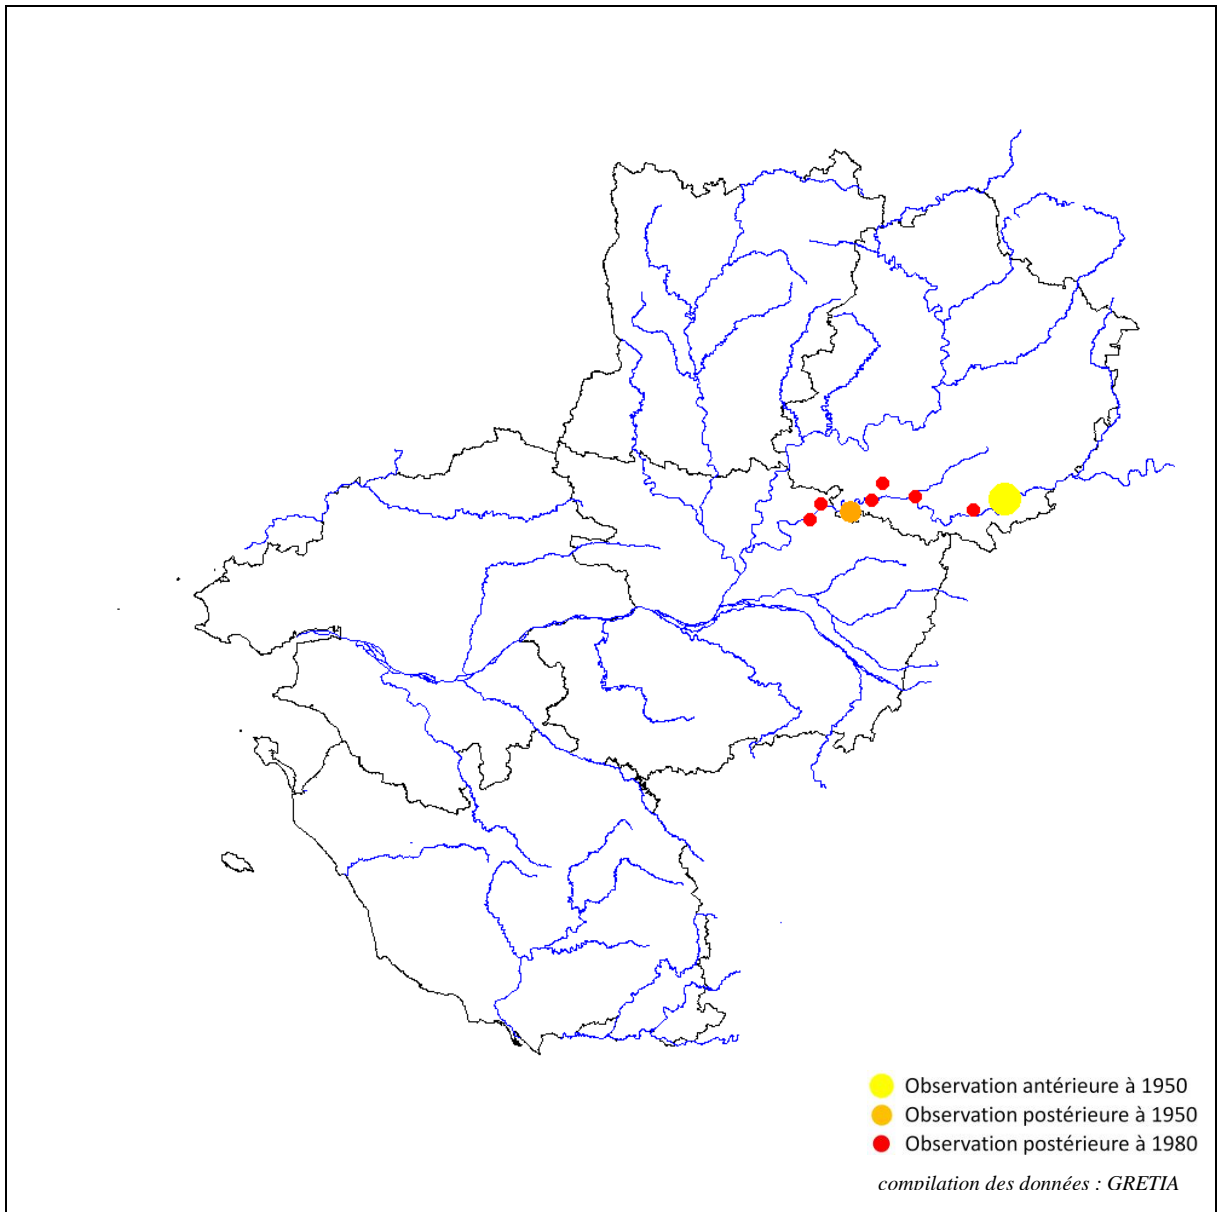 Observation antérieure à 1950
Observation postérieure à 1950
Observation postérieure à 1980
compilation des données : GRETIA